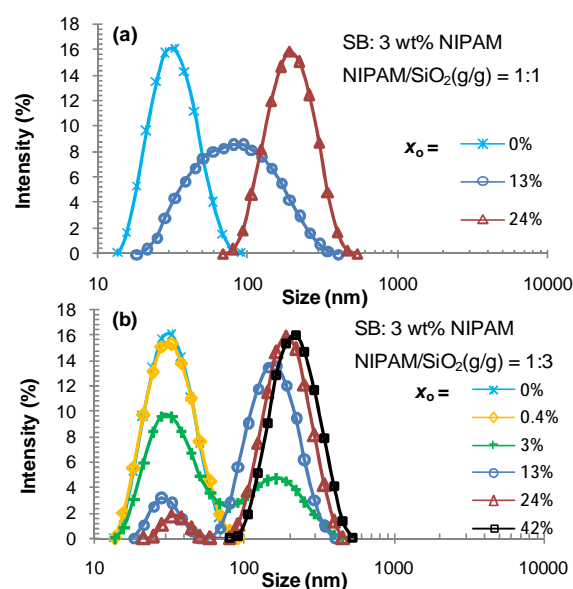 (a)
SB: 3 wt% NIPAM
NIPAM/SiO₂(g/g) = 1:1
xₒ =
0%
13%
24%
Intensity (%)
18
16
14
12
10
8
6
4
2
0
10 100 1000 10000
Size (nm)
(b)
SB: 3 wt% NIPAM
NIPAM/SiO₂(g/g) = 1:3
xₒ =
0%
0.4%
3%
13%
24%
42%
Intensity (%)
18
16
14
12
10
8
6
4
2
0
10 100 1000 10000
Size (nm)